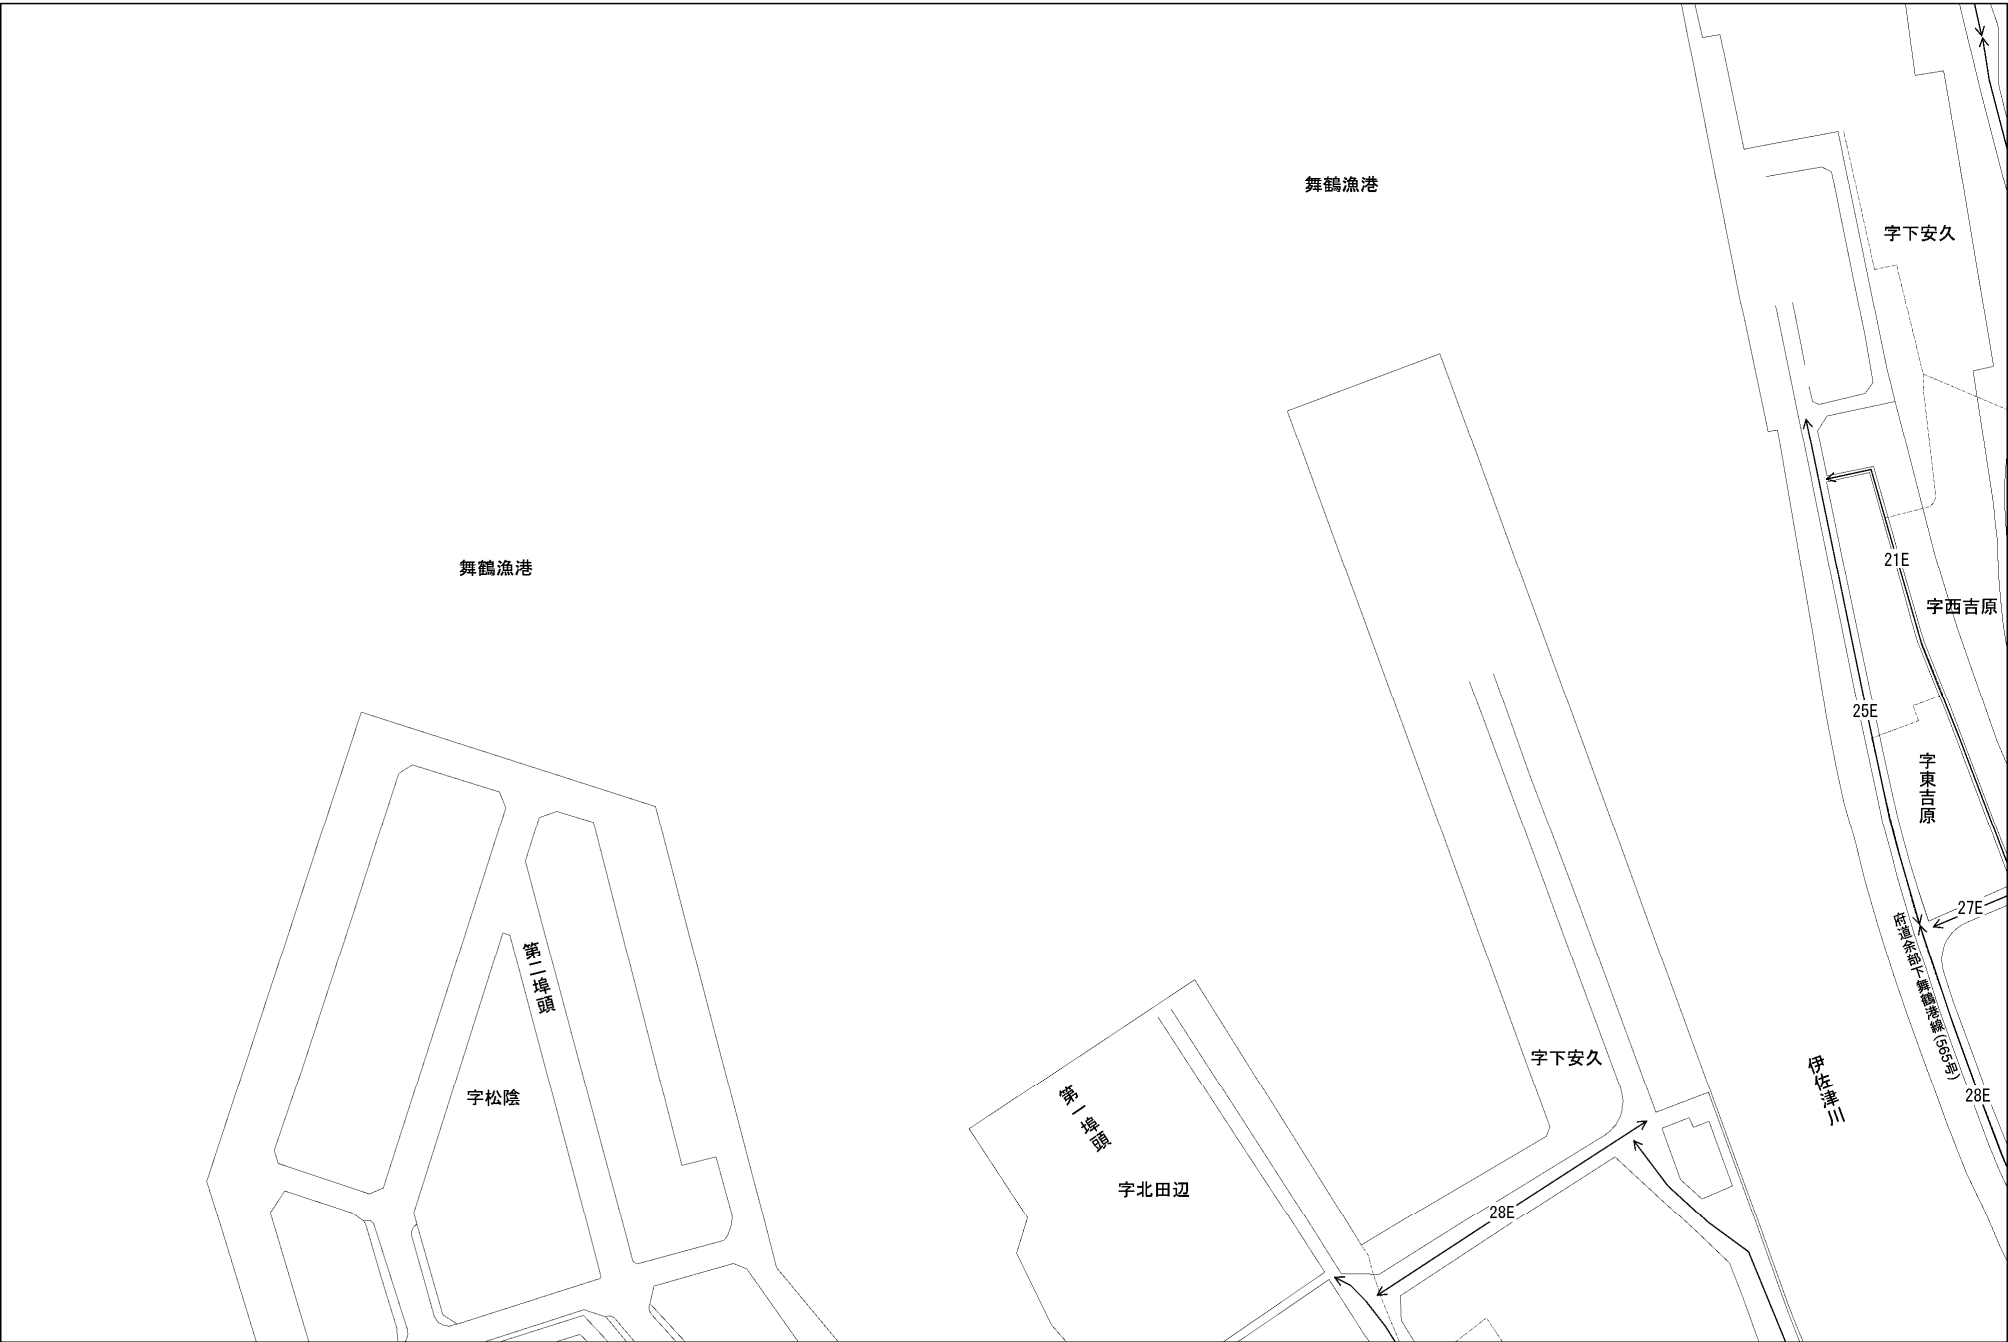 舞鶴漁港
字下安久
舞鶴漁港
21E
字西吉原
25E
字東吉原
27E
府道余部下舞鶴港線(565号)
第二埠頭
字下安久
伊佐津川
28E
字松陰
第一埠頭
字北田辺
28E